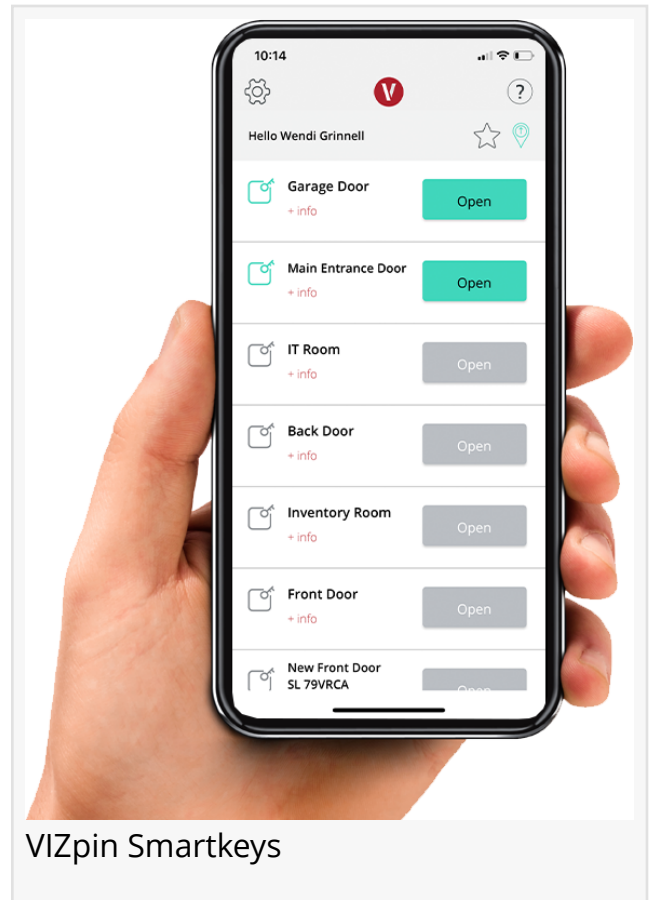 10:14
V
?
Hello Wendi Grinnell
Garage Door
+ info
Open
Main Entrance Door
+ info
Open
IT Room
+ info
Open
Back Door
+ info
Open
Inventory Room
+ info
Open
Front Door
+ info
Open
New Front Door
SL 79VRCA
Open
VIZpin Smartkeys